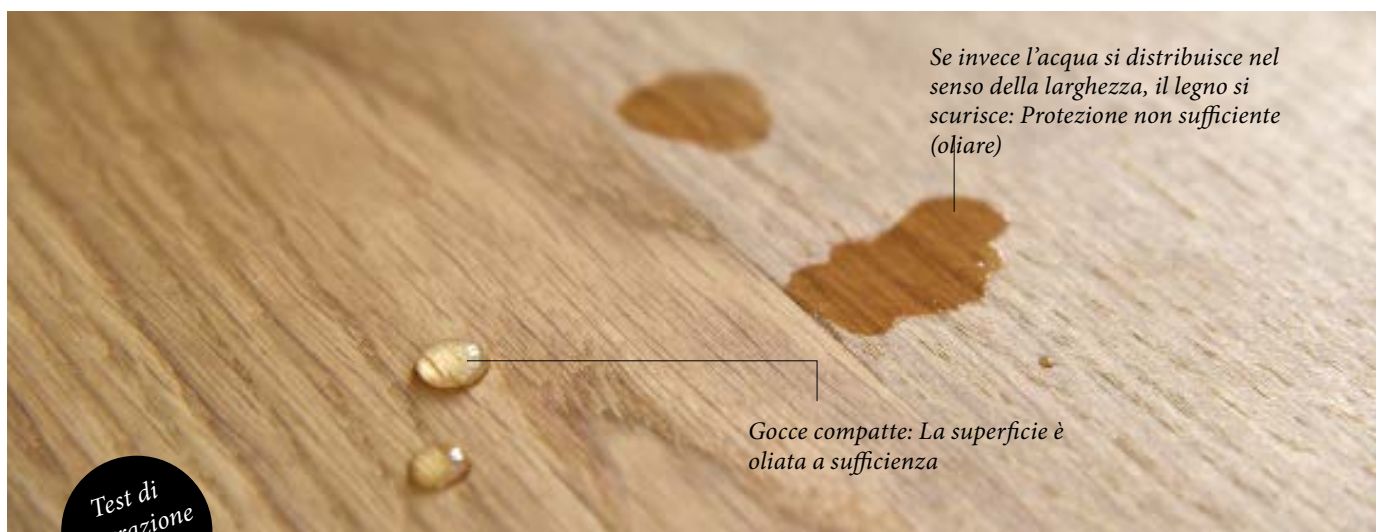 Se invece l’acqua si distribuisce nel
senso della larghezza, il legno si
scurisce: Protezione non sufficiente
(oliare)
Gocce compatte: La superficie è
oliata a sufficienza
Test di